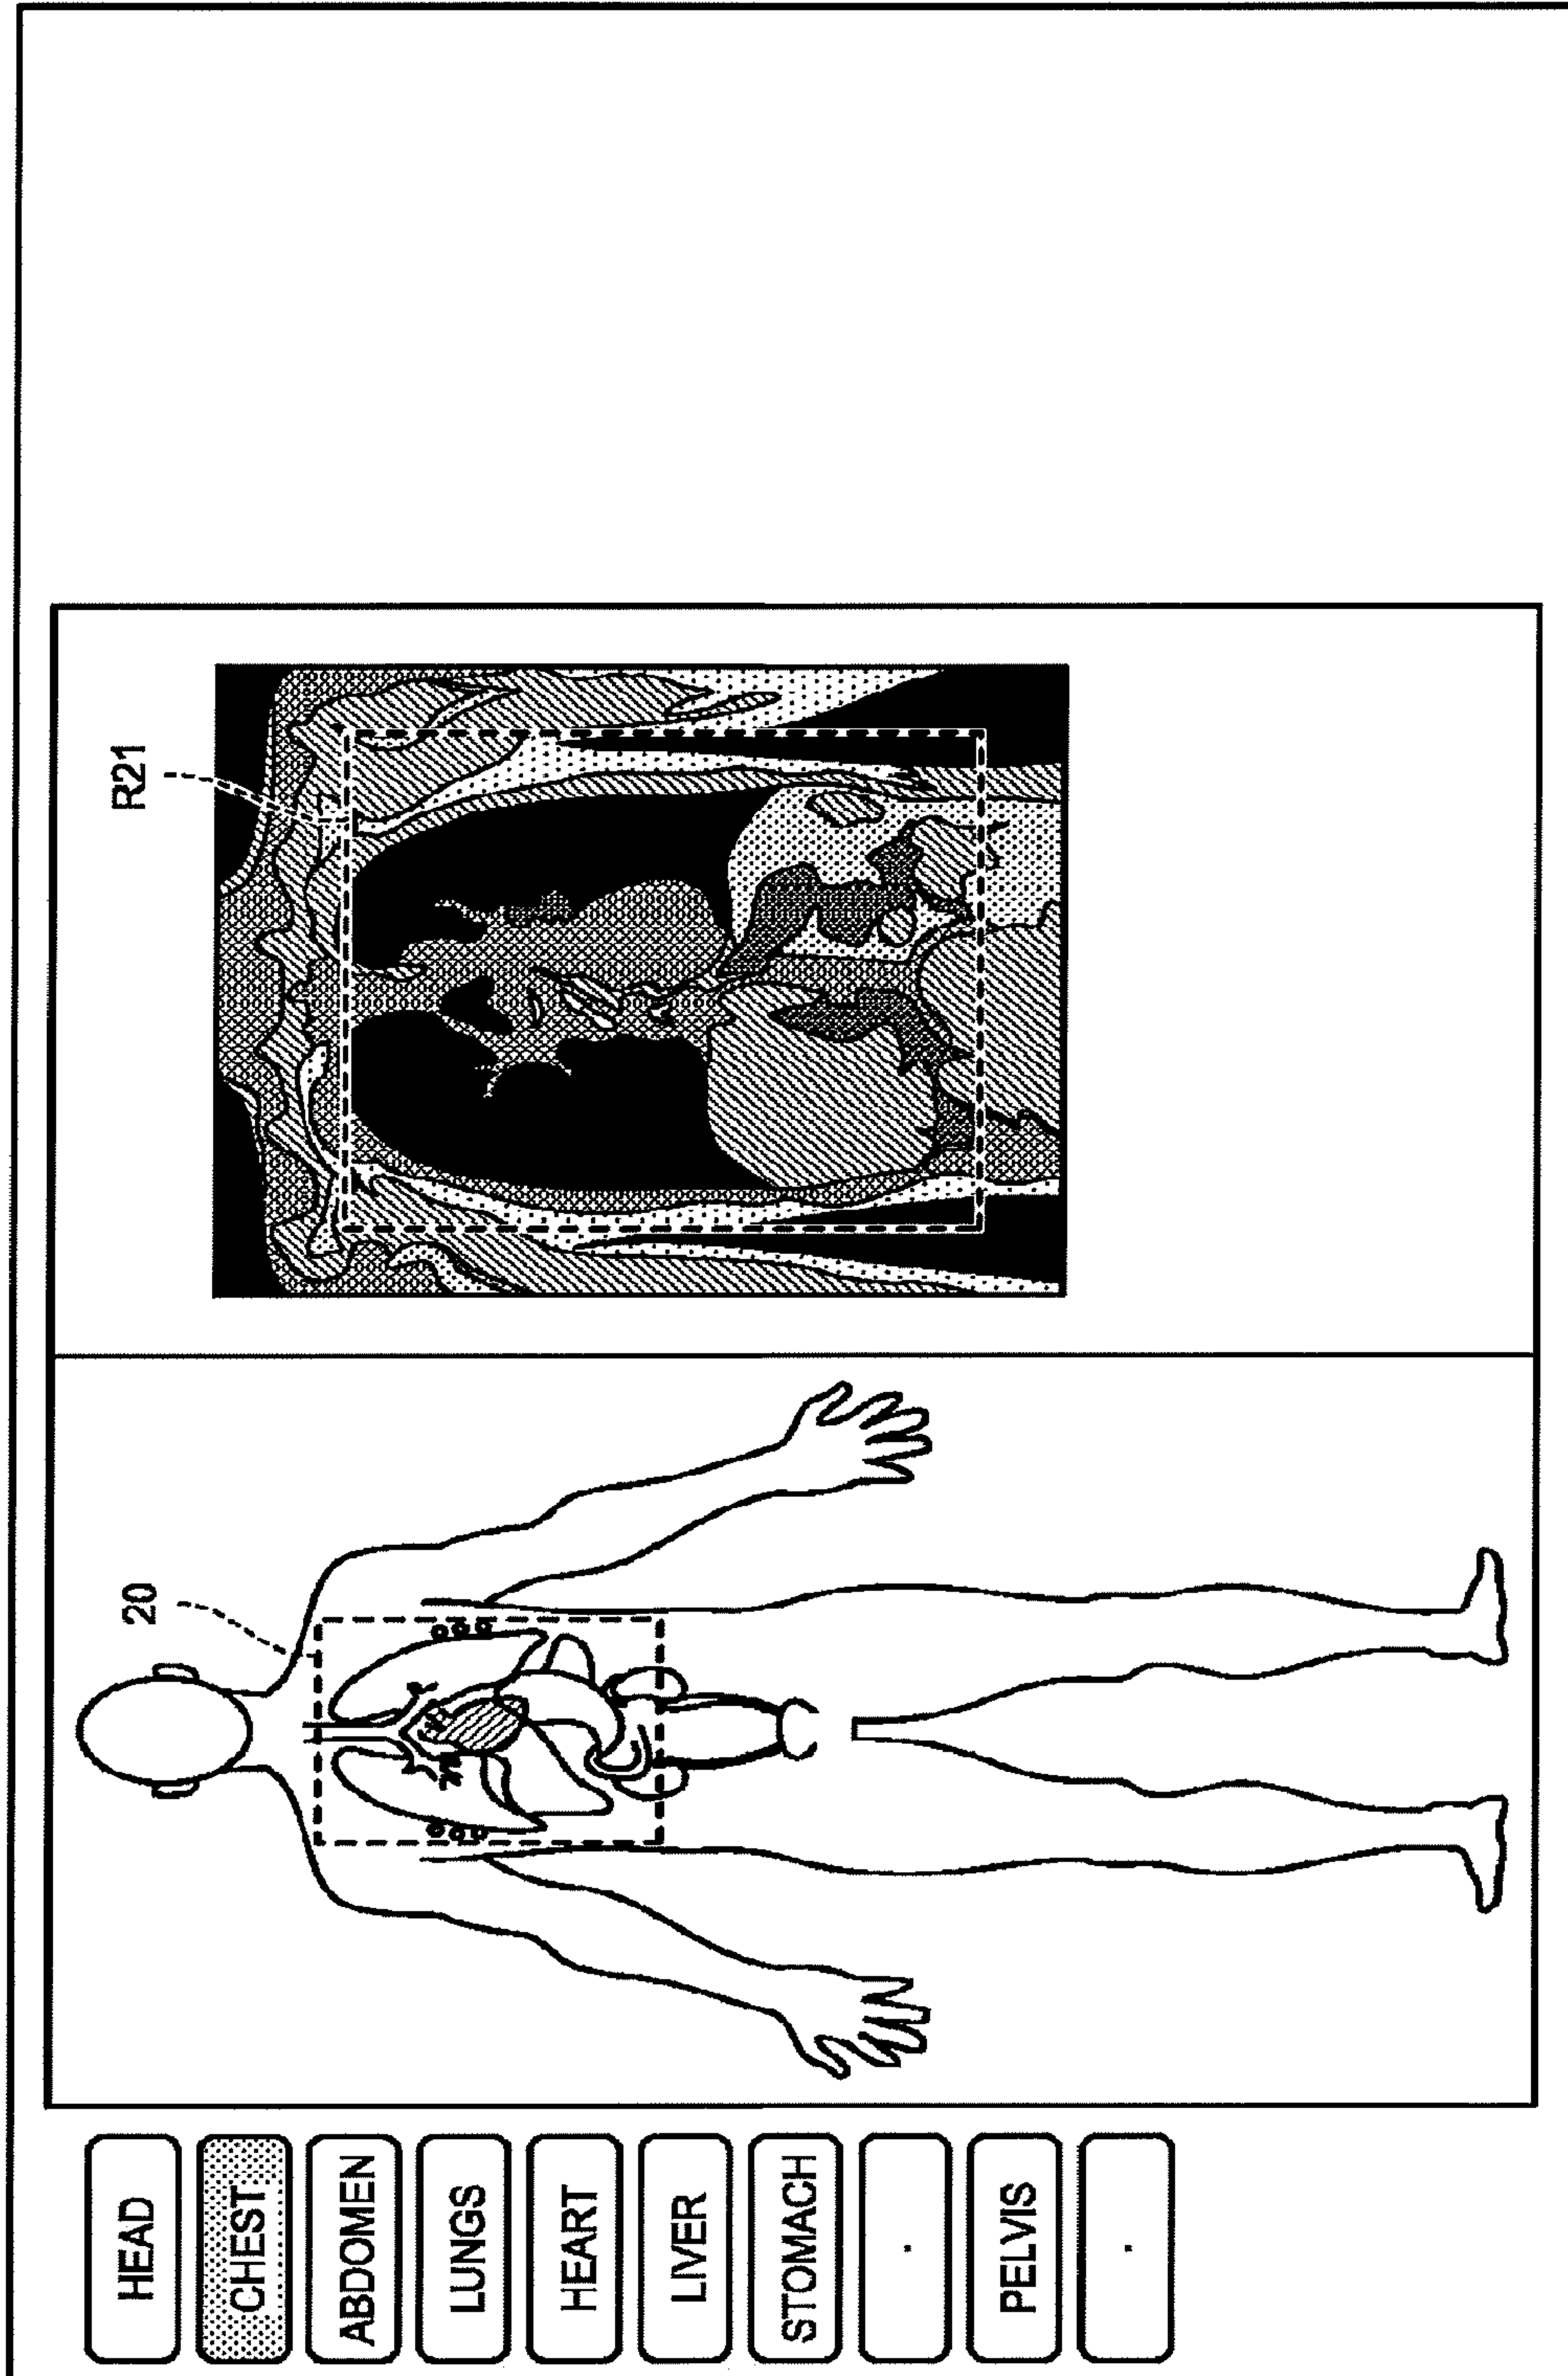 HEAD
CHEST
ABDOMEN
LUNGS
HEART
LIVER
STOMACH
.
PELVIS
.
20
R21